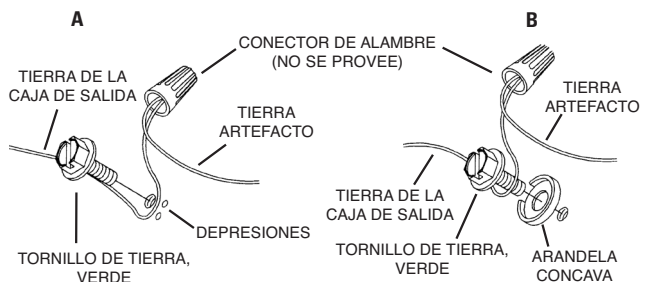 A
B
CONECTOR DE ALAMBRE
(NO SE PROVEE)
TIERRA DE LA
CAJA DE SALIDA
TIERRA
ARTEFACTO
TIERRA
ARTEFACTO
DEPRESIONES
TIERRA DE LA
CAJA DE SALIDA
TORNILLO DE TIERRA,
VERDE
TORNILLO DE TIERRA,
VERDE
ARANDELA
CONCAVA